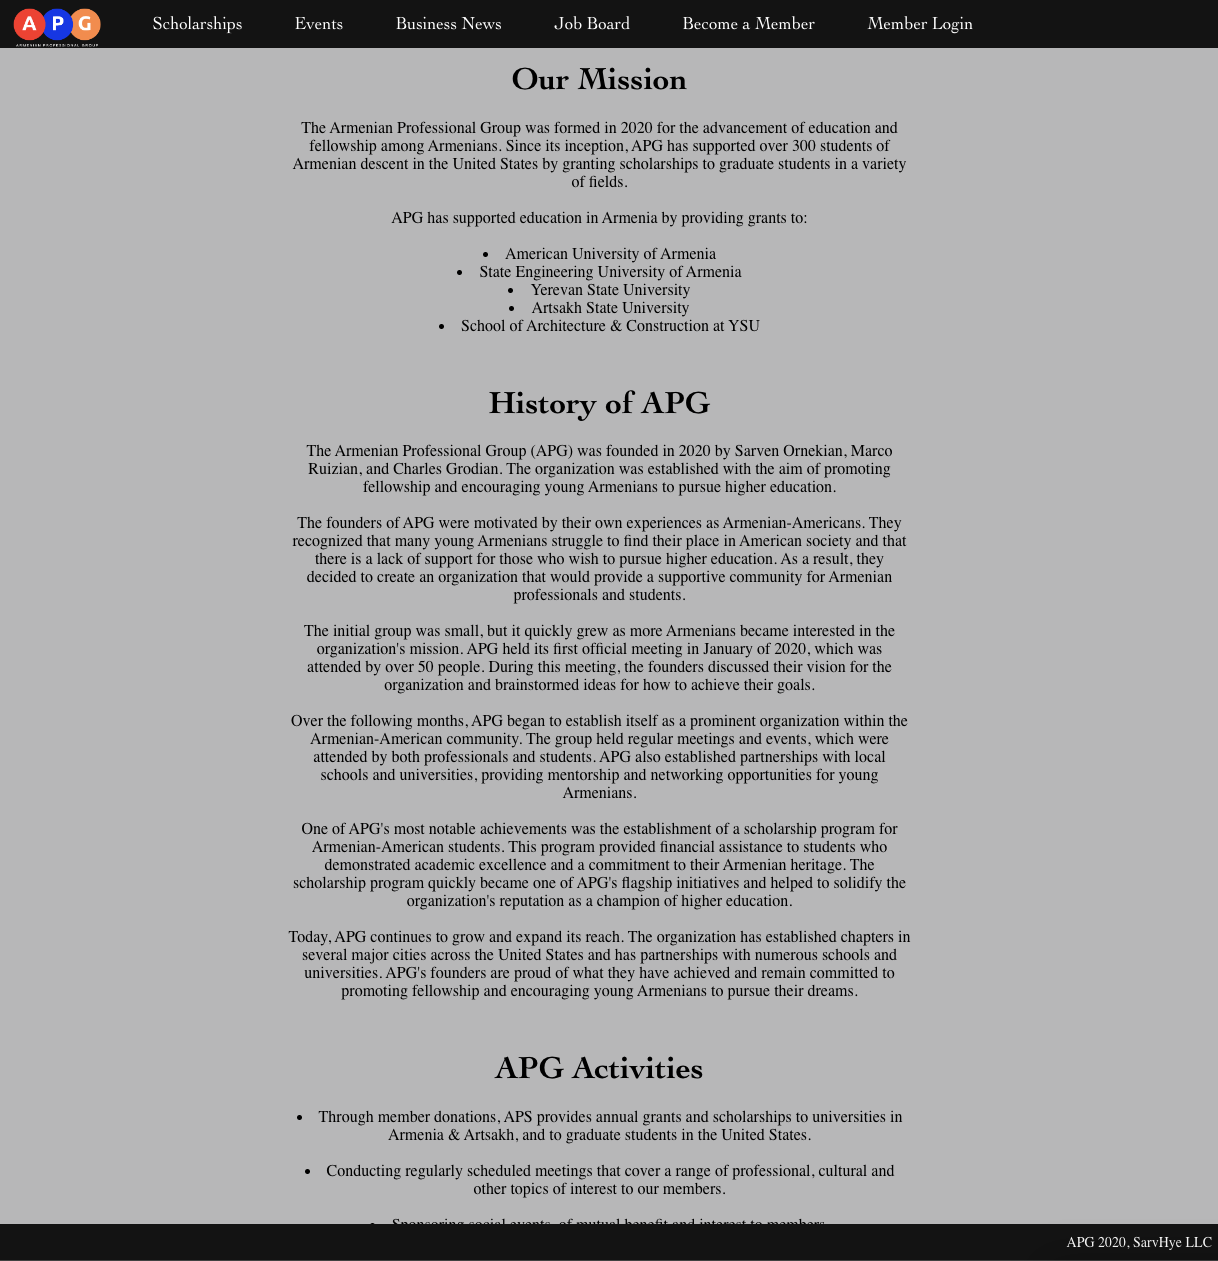 APG
ARMENIAN PROFESSIONAL GROUP
Scholarships
Events
Business News
Job Board
Become a Member
Member Login
Our Mission
The Armenian Professional Group was formed in 2020 for the advancement of education and
fellowship among Armenians. Since its inception, APG has supported over 300 students of
Armenian descent in the United States by granting scholarships to graduate students in a variety
of fields.
APG has supported education in Armenia by providing grants to:
• American University of Armenia
• State Engineering University of Armenia
• Yerevan State University
• Artsakh State University
• School of Architecture & Construction at YSU
History of APG
The Armenian Professional Group (APG) was founded in 2020 by Sarven Ornekian, Marco
Ruizian, and Charles Grodian. The organization was established with the aim of promoting
fellowship and encouraging young Armenians to pursue higher education.
The founders of APG were motivated by their own experiences as Armenian-Americans. They
recognized that many young Armenians struggle to find their place in American society and that
there is a lack of support for those who wish to pursue higher education. As a result, they
decided to create an organization that would provide a supportive community for Armenian
professionals and students.
The initial group was small, but it quickly grew as more Armenians became interested in the
organization's mission. APG held its first official meeting in January of 2020, which was
attended by over 50 people. During this meeting, the founders discussed their vision for the
organization and brainstormed ideas for how to achieve their goals.
Over the following months, APG began to establish itself as a prominent organization within the
Armenian-American community. The group held regular meetings and events, which were
attended by both professionals and students. APG also established partnerships with local
schools and universities, providing mentorship and networking opportunities for young
Armenians.
One of APG's most notable achievements was the establishment of a scholarship program for
Armenian-American students. This program provided financial assistance to students who
demonstrated academic excellence and a commitment to their Armenian heritage. The
scholarship program quickly became one of APG's flagship initiatives and helped to solidify the
organization's reputation as a champion of higher education.
Today, APG continues to grow and expand its reach. The organization has established chapters in
several major cities across the United States and has partnerships with numerous schools and
universities. APG's founders are proud of what they have achieved and remain committed to
promoting fellowship and encouraging young Armenians to pursue their dreams.
APG Activities
• Through member donations, APS provides annual grants and scholarships to universities in
Armenia & Artsakh, and to graduate students in the United States.
• Conducting regularly scheduled meetings that cover a range of professional, cultural and
other topics of interest to our members.
• Sponsoring social events, of mutual benefit and interest to members.
APG 2020, SarvHye LLC